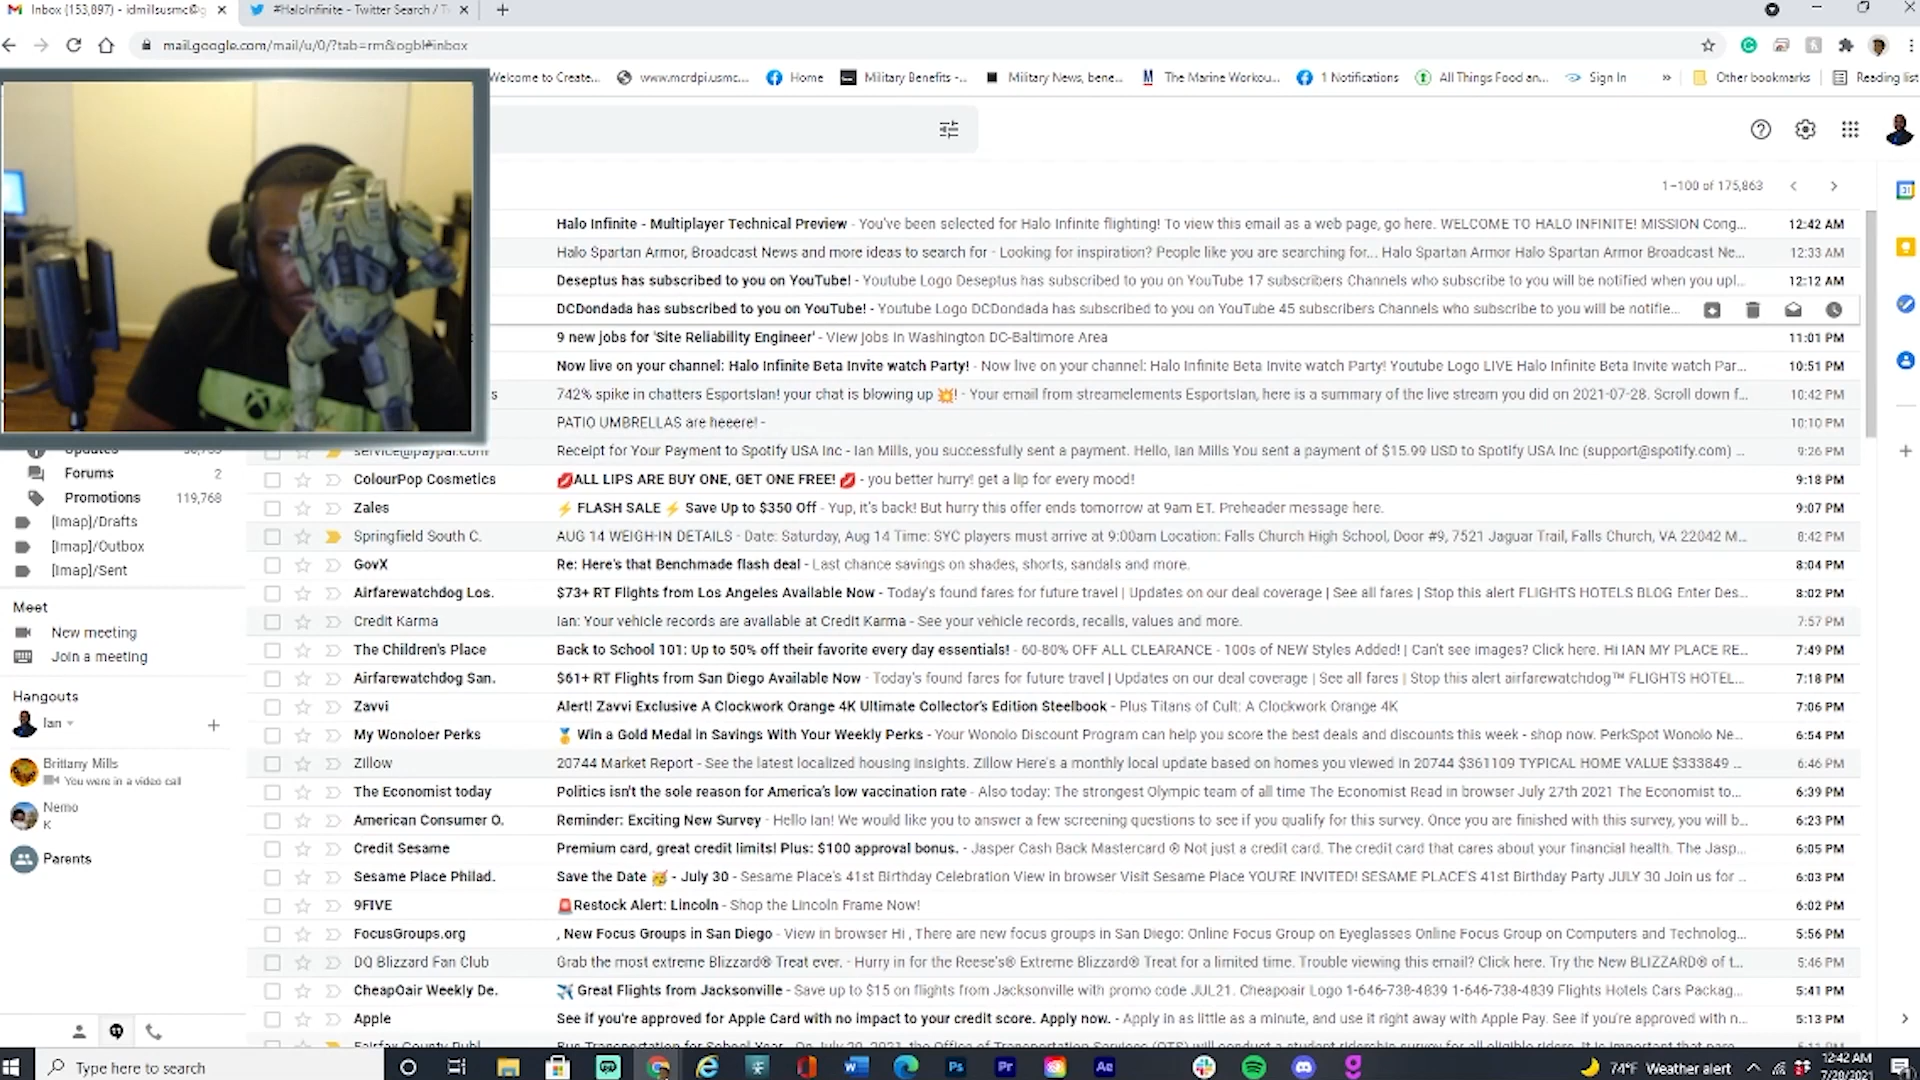 Inbox (153,897) - idmillsusmc@g
#HaloInfinite - Twitter Search / T
mail.google.com/mail/u/0/?tab=rm&ogbl#inbox
Welcome to Create...
www.mcrdpi.usmc...
Home
Military Benefits -...
Military News, bene...
The Marine Workou...
1 Notifications
All Things Food an...
Sign In
»
Other bookmarks
Reading list
1–100 of 175,863
Halo Infinite - Multiplayer Technical Preview - You've been selected for Halo Infinite flighting! To view this email as a web page, go here. WELCOME TO HALO INFINITE! MISSION Cong... 12:42 AM
Halo Spartan Armor, Broadcast News and more ideas to search for - Looking for inspiration? People like you are searching for... Halo Spartan Armor Halo Spartan Armor Broadcast Ne... 12:33 AM
Deseptus has subscribed to you on YouTube! - Youtube Logo Deseptus has subscribed to you on YouTube 17 subscribers Channels who subscribe to you will be notified when you upl... 12:12 AM
DCDondada has subscribed to you on YouTube! - Youtube Logo DCDondada has subscribed to you on YouTube 45 subscribers Channels who subscribe to you will be notifie...
9 new jobs for 'Site Reliability Engineer' - View jobs in Washington DC-Baltimore Area 11:01 PM
Now live on your channel: Halo Infinite Beta Invite watch Party! - Now live on your channel: Halo Infinite Beta Invite watch Party! Youtube Logo LIVE Halo Infinite Beta Invite watch Par... 10:51 PM
s 742% spike in chatters EsportsIan! your chat is blowing up 💥! - Your email from streamelements EsportsIan, here is a summary of the live stream you did on 2021-07-28. Scroll down f... 10:42 PM
PATIO UMBRELLAS are heeere! - 10:10 PM
Updates
service@paypal.com Receipt for Your Payment to Spotify USA Inc - Ian Mills, you successfully sent a payment. Hello, Ian Mills You sent a payment of $15.99 USD to Spotify USA Inc (support@spotify.com) ... 9:26 PM
Forums 2
ColourPop Cosmetics 💋ALL LIPS ARE BUY ONE, GET ONE FREE! 💋 - you better hurry! get a lip for every mood! 9:18 PM
Promotions 119,768
Zales ⚡ FLASH SALE ⚡ Save Up to $350 Off - Yup, it's back! But hurry this offer ends tomorrow at 9am ET. Preheader message here. 9:07 PM
[Imap]/Drafts
Springfield South C. AUG 14 WEIGH-IN DETAILS - Date: Saturday, Aug 14 Time: SYC players must arrive at 9:00am Location: Falls Church High School, Door #9, 7521 Jaguar Trail, Falls Church, VA 22042 M... 8:42 PM
[Imap]/Outbox
GovX Re: Here's that Benchmade flash deal - Last chance savings on shades, shorts, sandals and more. 8:04 PM
[Imap]/Sent
Airfarewatchdog Los. $73+ RT Flights from Los Angeles Available Now - Today's found fares for future travel | Updates on our deal coverage | See all fares | Stop this alert FLIGHTS HOTELS BLOG Enter Des... 8:02 PM
Meet
Credit Karma Ian: Your vehicle records are available at Credit Karma - See your vehicle records, recalls, values and more. 7:57 PM
New meeting
The Children's Place Back to School 101: Up to 50% off their favorite every day essentials! - 60-80% OFF ALL CLEARANCE - 100s of NEW Styles Added! | Can't see images? Click here. Hi IAN MY PLACE RE... 7:49 PM
Join a meeting
Airfarewatchdog San. $61+ RT Flights from San Diego Available Now - Today's found fares for future travel | Updates on our deal coverage | See all fares | Stop this alert airfarewatchdog™ FLIGHTS HOTEL... 7:18 PM
Hangouts
Zavvi Alert! Zavvi Exclusive A Clockwork Orange 4K Ultimate Collector's Edition Steelbook - Plus Titans of Cult: A Clockwork Orange 4K 7:06 PM
Ian
My Wonoloer Perks 🏅 Win a Gold Medal in Savings With Your Weekly Perks - Your Wonolo Discount Program can help you score the best deals and discounts this week - shop now. PerkSpot Wonolo Ne... 6:54 PM
Brittany Mills
You were in a video call
Zillow 20744 Market Report - See the latest localized housing insights. Zillow Here's a monthly local update based on homes you viewed in 20744 $361109 TYPICAL HOME VALUE $333849 ... 6:46 PM
The Economist today Politics isn't the sole reason for America's low vaccination rate - Also today: The strongest Olympic team of all time The Economist Read in browser July 27th 2021 The Economist to... 6:39 PM
Nemo
K
American Consumer O. Reminder: Exciting New Survey - Hello Ian! We would like you to answer a few screening questions to see if you qualify for this survey. Once you are finished with this survey, you will b... 6:23 PM
Parents
Credit Sesame Premium card, great credit limits! Plus: $100 approval bonus. - Jasper Cash Back Mastercard ® Not just a credit card. The credit card that cares about your financial health. The Jasp... 6:05 PM
Sesame Place Philad. Save the Date 🥳 - July 30 - Sesame Place's 41st Birthday Celebration View in browser Visit Sesame Place YOU'RE INVITED! SESAME PLACE'S 41st Birthday Party JULY 30 Join us for ... 6:03 PM
9FIVE 🚨Restock Alert: Lincoln - Shop the Lincoln Frame Now! 6:02 PM
FocusGroups.org , New Focus Groups in San Diego - View in browser Hi , There are new focus groups in San Diego: Online Focus Group on Eyeglasses Online Focus Group on Computers and Technolog... 5:56 PM
DQ Blizzard Fan Club Grab the most extreme Blizzard® Treat ever. - Hurry in for the Reese's® Extreme Blizzard® Treat for a limited time. Trouble viewing this email? Click here. Try the New BLIZZARD® of t... 5:46 PM
CheapOair Weekly De. ✈️ Great Flights from Jacksonville - Save up to $15 on flights from Jacksonville with promo code JUL21. Cheapoair Logo 1-646-738-4839 1-646-738-4839 Flights Hotels Cars Packag... 5:41 PM
Apple See if you're approved for Apple Card with no impact to your credit score. Apply now. - Apply in as little as a minute, and use it right away with Apple Pay. See if you're approved with n... 5:13 PM
Type here to search
74°F Weather alert
12:42 AM
7/28/2021